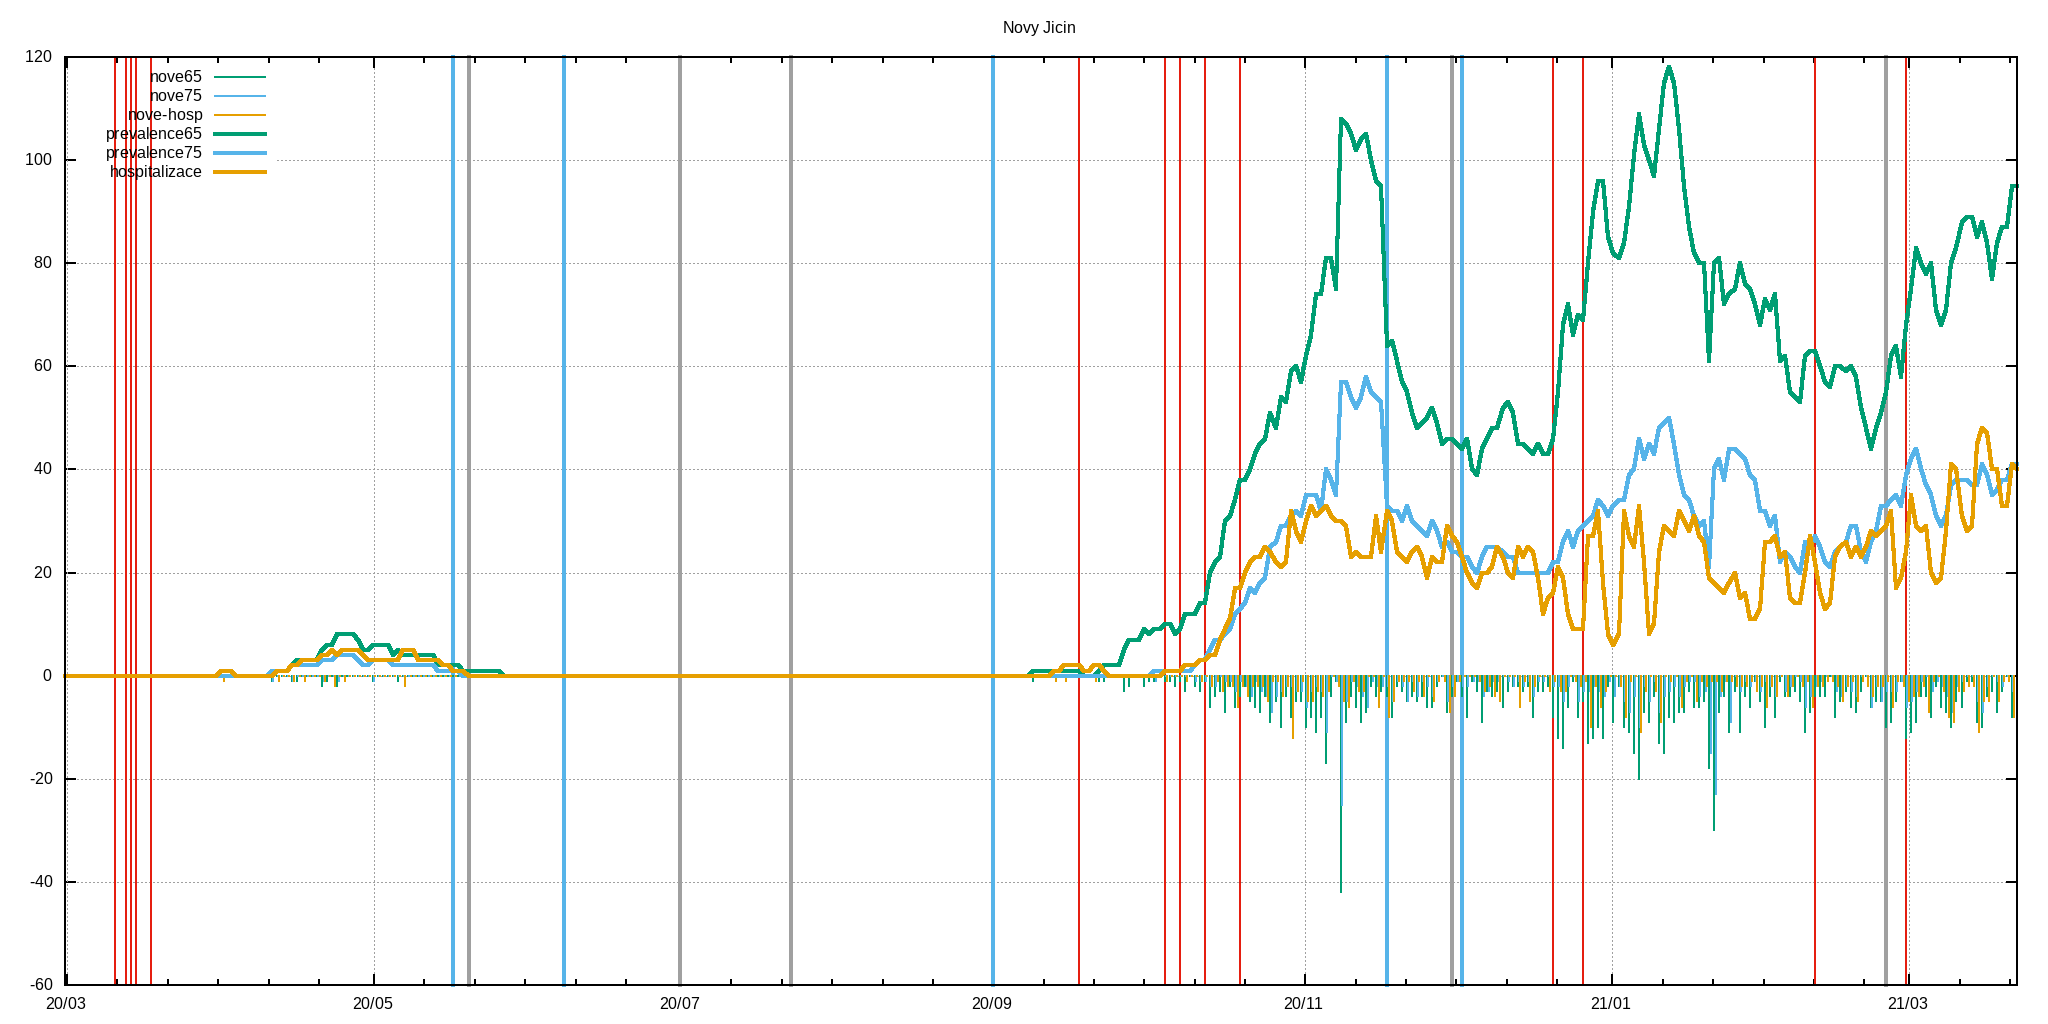 Novy Jicin
120
100
80
60
40
20
0
-20
-40
-60
nove65
nove75
nove-hosp
prevalence65
prevalence75
hospitalizace
20/03 20/05 20/07 20/09 20/11 21/01 21/03